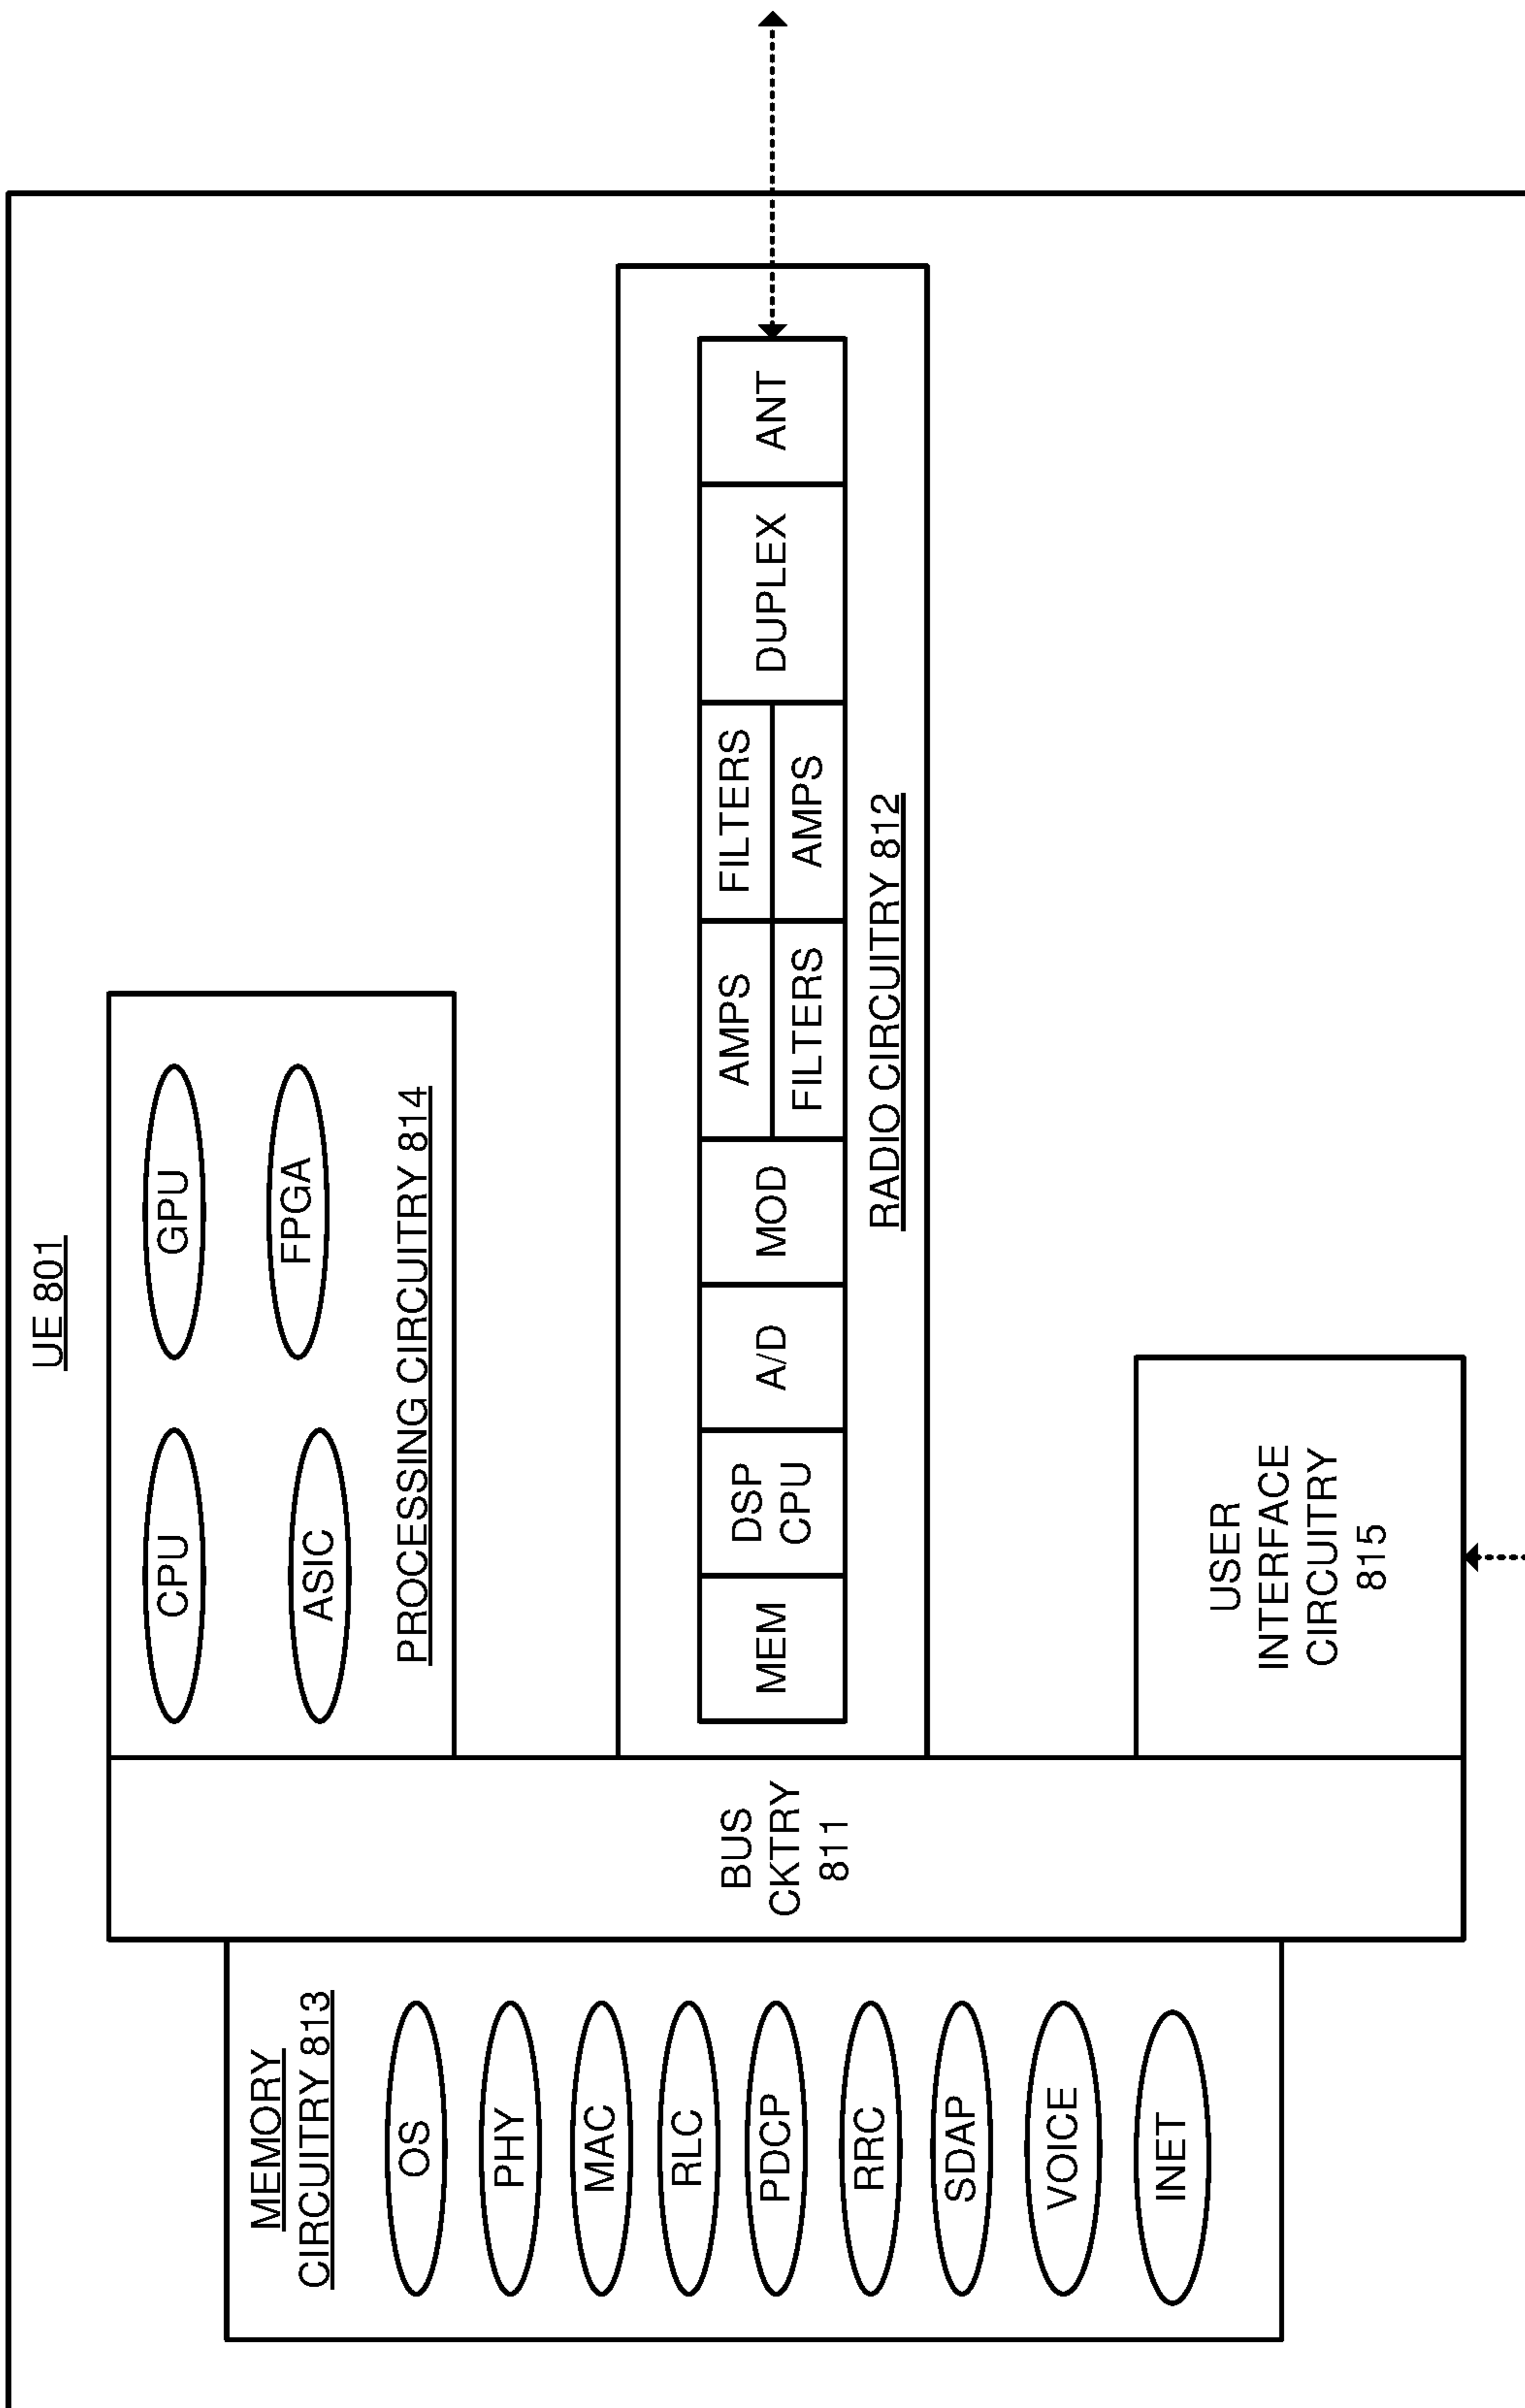 UE 801
MEMORY
CIRCUITRY 813
OS
PHY
MAC
RLC
PDCP
RRC
SDAP
VOICE
INET
BUS
CKTRY
811
CPU
GPU
ASIC
FPGA
PROCESSING CIRCUITRY 814
MEM
DSP
CPU
A/D
MOD
AMPS
FILTERS
FILTERS
AMPS
DUPLEX
ANT
RADIO CIRCUITRY 812
USER
INTERFACE
CIRCUITRY
815